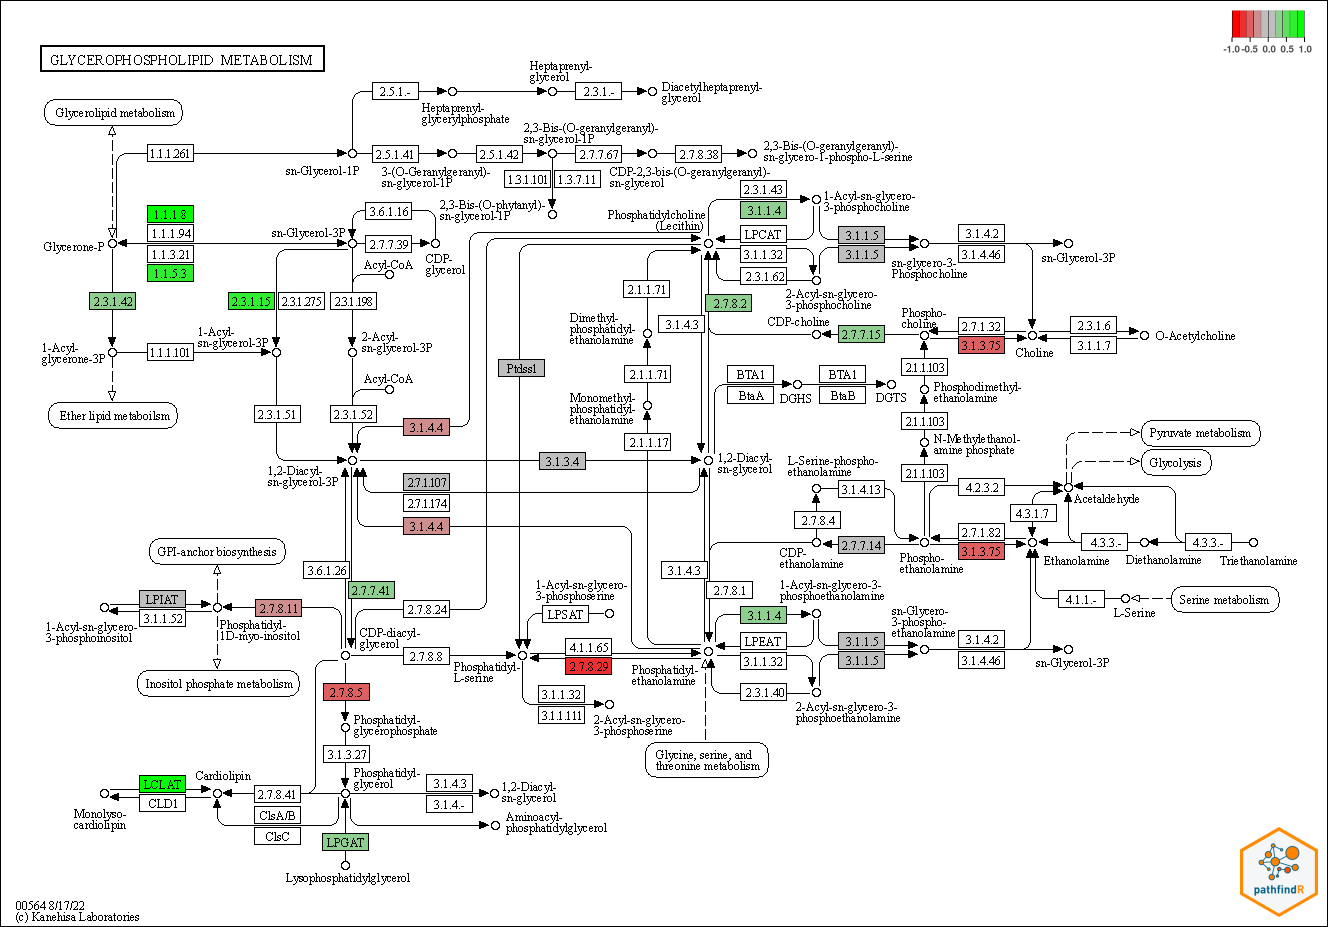 -1.0 -0.5 0.0 0.5 1.0
GLYCEROPHOSPHOLIPID METABOLISM
Heptaprenyl-
glycerol
2.5.1.-
2.3.1.-
Diacetylheptaprenyl-
glycerol
Heptaprenyl-
glycerylphosphate
Glycerolipid metabolism
2,3-Bis-(O-geranylgeranyl)-
sn-glycerol-1P
1.1.1.261
2.5.1.41
2.5.1.42
2.7.7.67
2.7.8.38
2,3-Bis-(O-geranylgeranyl)-
sn-glycero-1-phospho-L-serine
sn-Glycerol-1P
3-(O-Geranylgeranyl)-
sn-glycerol-1P
1.3.1.101
1.3.7.11
CDP-2,3-bis-(O-geranylgeranyl)-
sn-glycerol
2.3.1.43
1-Acyl-sn-glycero-
3-phosphocholine
1.1.1.8
3.6.1.16
2,3-Bis-(O-phytanyl)-
sn-glycerol-1P
Phosphatidylcholine
(Lecithin)
3.1.1.4
1.1.1.94
sn-Glycerol-3P
LPCAT
3.1.1.5
3.1.4.2
Glycerone-P
2.7.7.39
1.1.3.21
CDP-
glycerol
3.1.1.32
3.1.1.5
3.1.4.46
sn-Glycerol-3P
1.1.5.3
Acyl-CoA
2.3.1.62
sn-glycero-3-
Phosphocholine
2.3.1.42
2.3.1.15
2.3.1.275
2.3.1.198
2.1.1.71
2.7.8.2
2-Acyl-sn-glycero-
3-phosphocholine
Dimethyl-
phosphatidyl-
ethanolamine
3.1.4.3
CDP-choline
2.7.7.15
Phospho-
choline
2.7.1.32
3.1.3.75
Choline
2.3.1.6
3.1.1.7
O-Acetylcholine
1-Acyl-
glycerone-3P
1.1.1.101
1-Acyl-
sn-glycerol-3P
2-Acyl-
sn-glycerol-3P
Ptdss1
2.1.1.71
BTA1
BtaA
DGHS
BTA1
BtaB
DGTS
2.1.1.103
Phosphodimethyl-
ethanolamine
Acyl-CoA
Ether lipid metaboilsm
2.3.1.51
2.3.1.52
3.1.4.4
Monomethyl-
phosphatidyl-
ethanolamine
2.1.1.17
2.1.1.103
N-Methylethanol-
amine phosphate
Pyruvate metabolism
Glycolysis
1,2-Diacyl-
sn-glycerol-3P
3.1.3.4
1,2-Diacyl-
sn-glycerol
L-Serine-phospho-
ethanolamine
2.1.1.103
2.7.1.107
2.7.1.174
3.1.4.13
4.2.3.2
Acetaldehyde
3.1.4.4
2.7.8.4
4.3.1.7
2.7.1.82
GPI-anchor biosynthesis
CDP-
ethanolamine
2.7.7.14
Phospho-
ethanolamine
3.1.3.75
Ethanolamine
4.3.3.-
Diethanolamine
4.3.3.-
Triethanolamine
3.6.1.26
2.7.7.41
3.1.4.3
2.7.8.1
1-Acyl-sn-glycero-3-
phosphoethanolamine
LPIAT
3.1.1.52
2.7.8.11
2.7.8.24
1-Acyl-sn-glycero-
3-phosphoserine
LPSAT
3.1.1.4
sn-Glycero-
3-phospho-
ethanolamine
4.1.1.-
L-Serine
Serine metabolism
1-Acyl-sn-glycero-
3-phosphoinositol
Phosphatidyl-
1D-myo-inositol
CDP-diacyl-
glycerol
2.7.8.8
Phosphatidyl-
L-serine
4.1.1.65
2.7.8.29
Phosphatidyl-
ethanolamine
LPEAT
3.1.1.32
3.1.1.5
3.1.1.5
3.1.4.2
3.1.4.46
sn-Glycerol-3P
Inositol phosphate metabolism
2.7.8.5
3.1.1.32
3.1.1.111
2-Acyl-sn-glycero-
3-phosphoserine
2.3.1.40
2-Acyl-sn-glycero-3-
phosphoethanolamine
Phosphatidyl-
glycerophosphate
3.1.3.27
Glycine, serine, and
threonine metabolism
LCLAT
CLD1
Cardiolipin
Phosphatidyl-
glycerol
3.1.4.3
3.1.4.-
1,2-Diacyl-
sn-glycerol
Monolyso-
cardiolipin
2.7.8.41
ClsA/B
ClsC
Aminoacyl-
phosphatidylglycerol
LPGAT
Lysophosphatidylglycerol
pathfindR
00564 8/17/22
(c) Kanehisa Laboratories